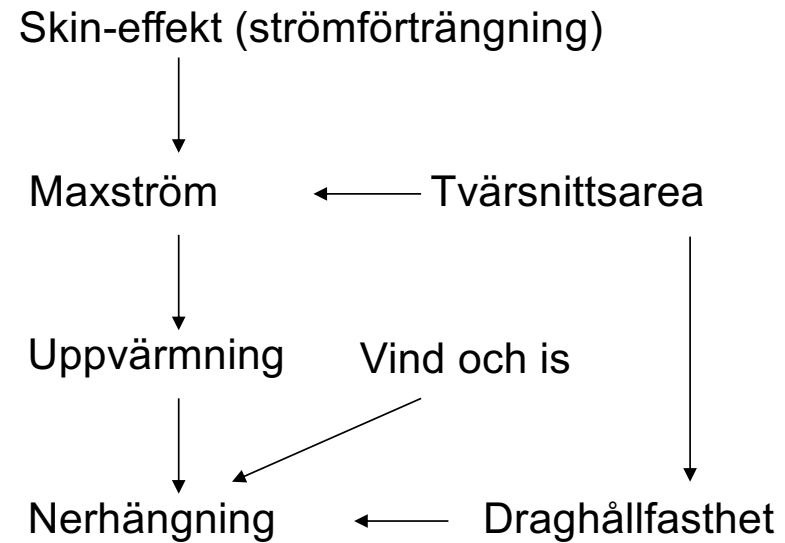 Skin-effekt (strömförträngning)
Maxström
Tvärsnittsarea
Uppvärmning
Vind och is
Nerhängning
Draghållfasthet